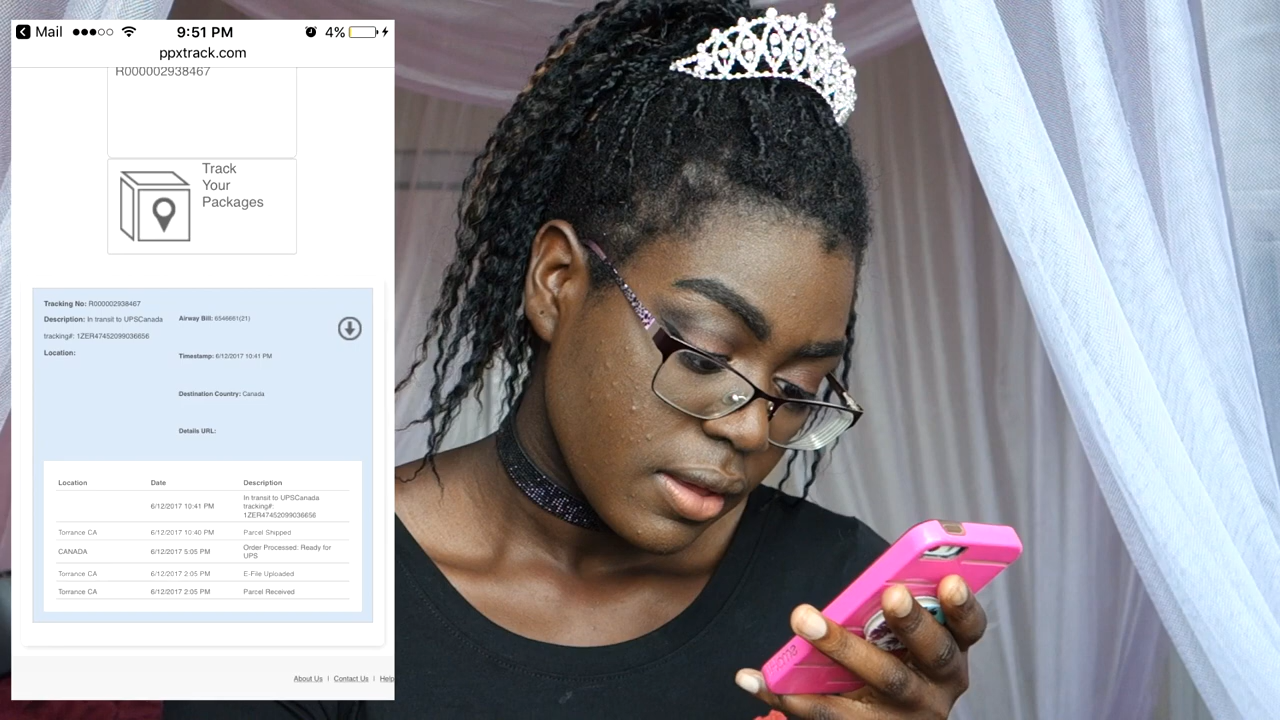 Mail 9:51 PM 4%
ppxtrack.com
R000002938467
Track
Your
Packages
Tracking No: R000002938467
Description: In transit to UPSCanada
tracking#: 1ZER47452099036656
Location:
Airway Bill: 6546661(21)
Timestamp: 6/12/2017 10:41 PM
Destination Country: Canada
Details URL:
Location Date Description
6/12/2017 10:41 PM In transit to UPSCanada
tracking#:
1ZER47452099036656
Torrance CA 6/12/2017 10:40 PM Parcel Shipped
CANADA 6/12/2017 5:05 PM Order Processed. Ready for
UPS
Torrance CA 6/12/2017 2:05 PM E-File Uploaded
Torrance CA 6/12/2017 2:05 PM Parcel Received
About Us | Contact Us | Help